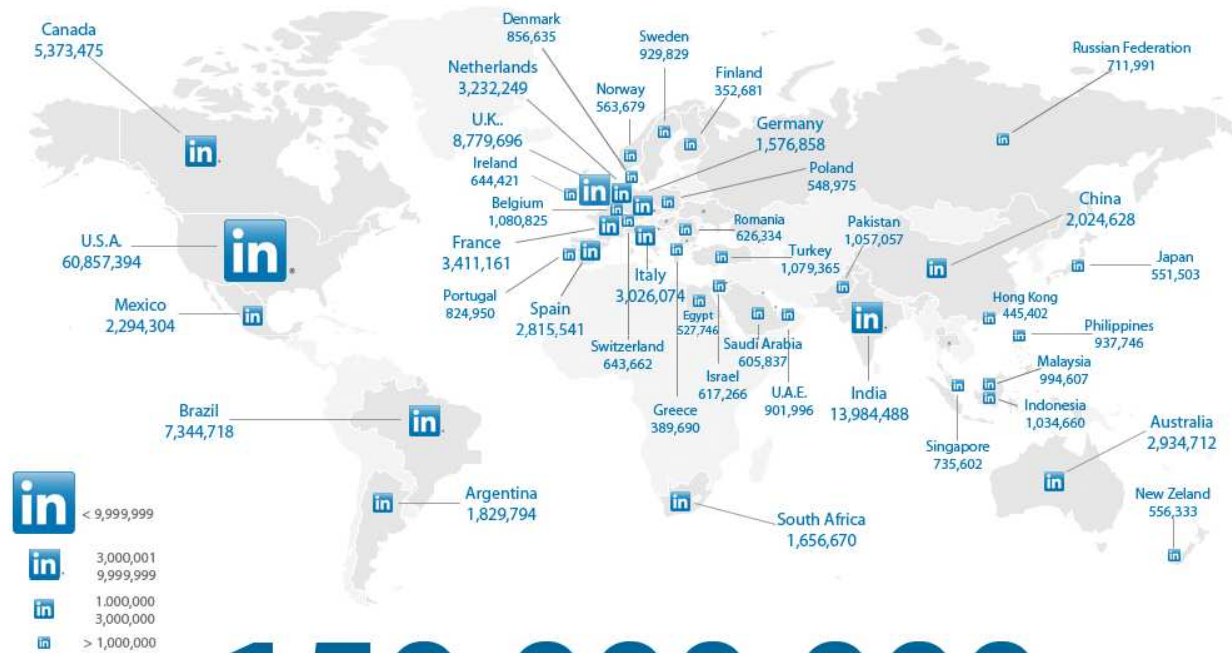 Canada
5,373,475
Denmark
856,635
Sweden
929,829
Russian Federation
711,991
Netherlands
3,232,249
Finland
352,681
Norway
563,679
U.K..
8,779,696
Germany
1,576,858
Ireland
644,421
Poland
548,975
Belgium
1,080,825
China
2,024,628
U.S.A.
60,857,394
France
3,411,161
Romania
626,334
Pakistan
1,057,057
Turkey
1,079,365
Japan
551,503
Mexico
2,294,304
Portugal
824,950
Spain
2,815,541
Italy
3,026,074
Egypt
527,746
Hong Kong
445,402
Philippines
937,746
Switzerland
643,662
Saudi Arabia
605,837
Israel
617,266
U.A.E.
901,996
India
13,984,488
Malaysia
994,607
Indonesia
1,034,660
Brazil
7,344,718
Greece
389,690
Singapore
735,602
Australia
2,934,712
Argentina
1,829,794
South Africa
1,656,670
New Zeland
556,333
in
< 9,999,999
in
3,000,001
9,999,999
in
1.000,000
3,000,000
in
> 1,000,000